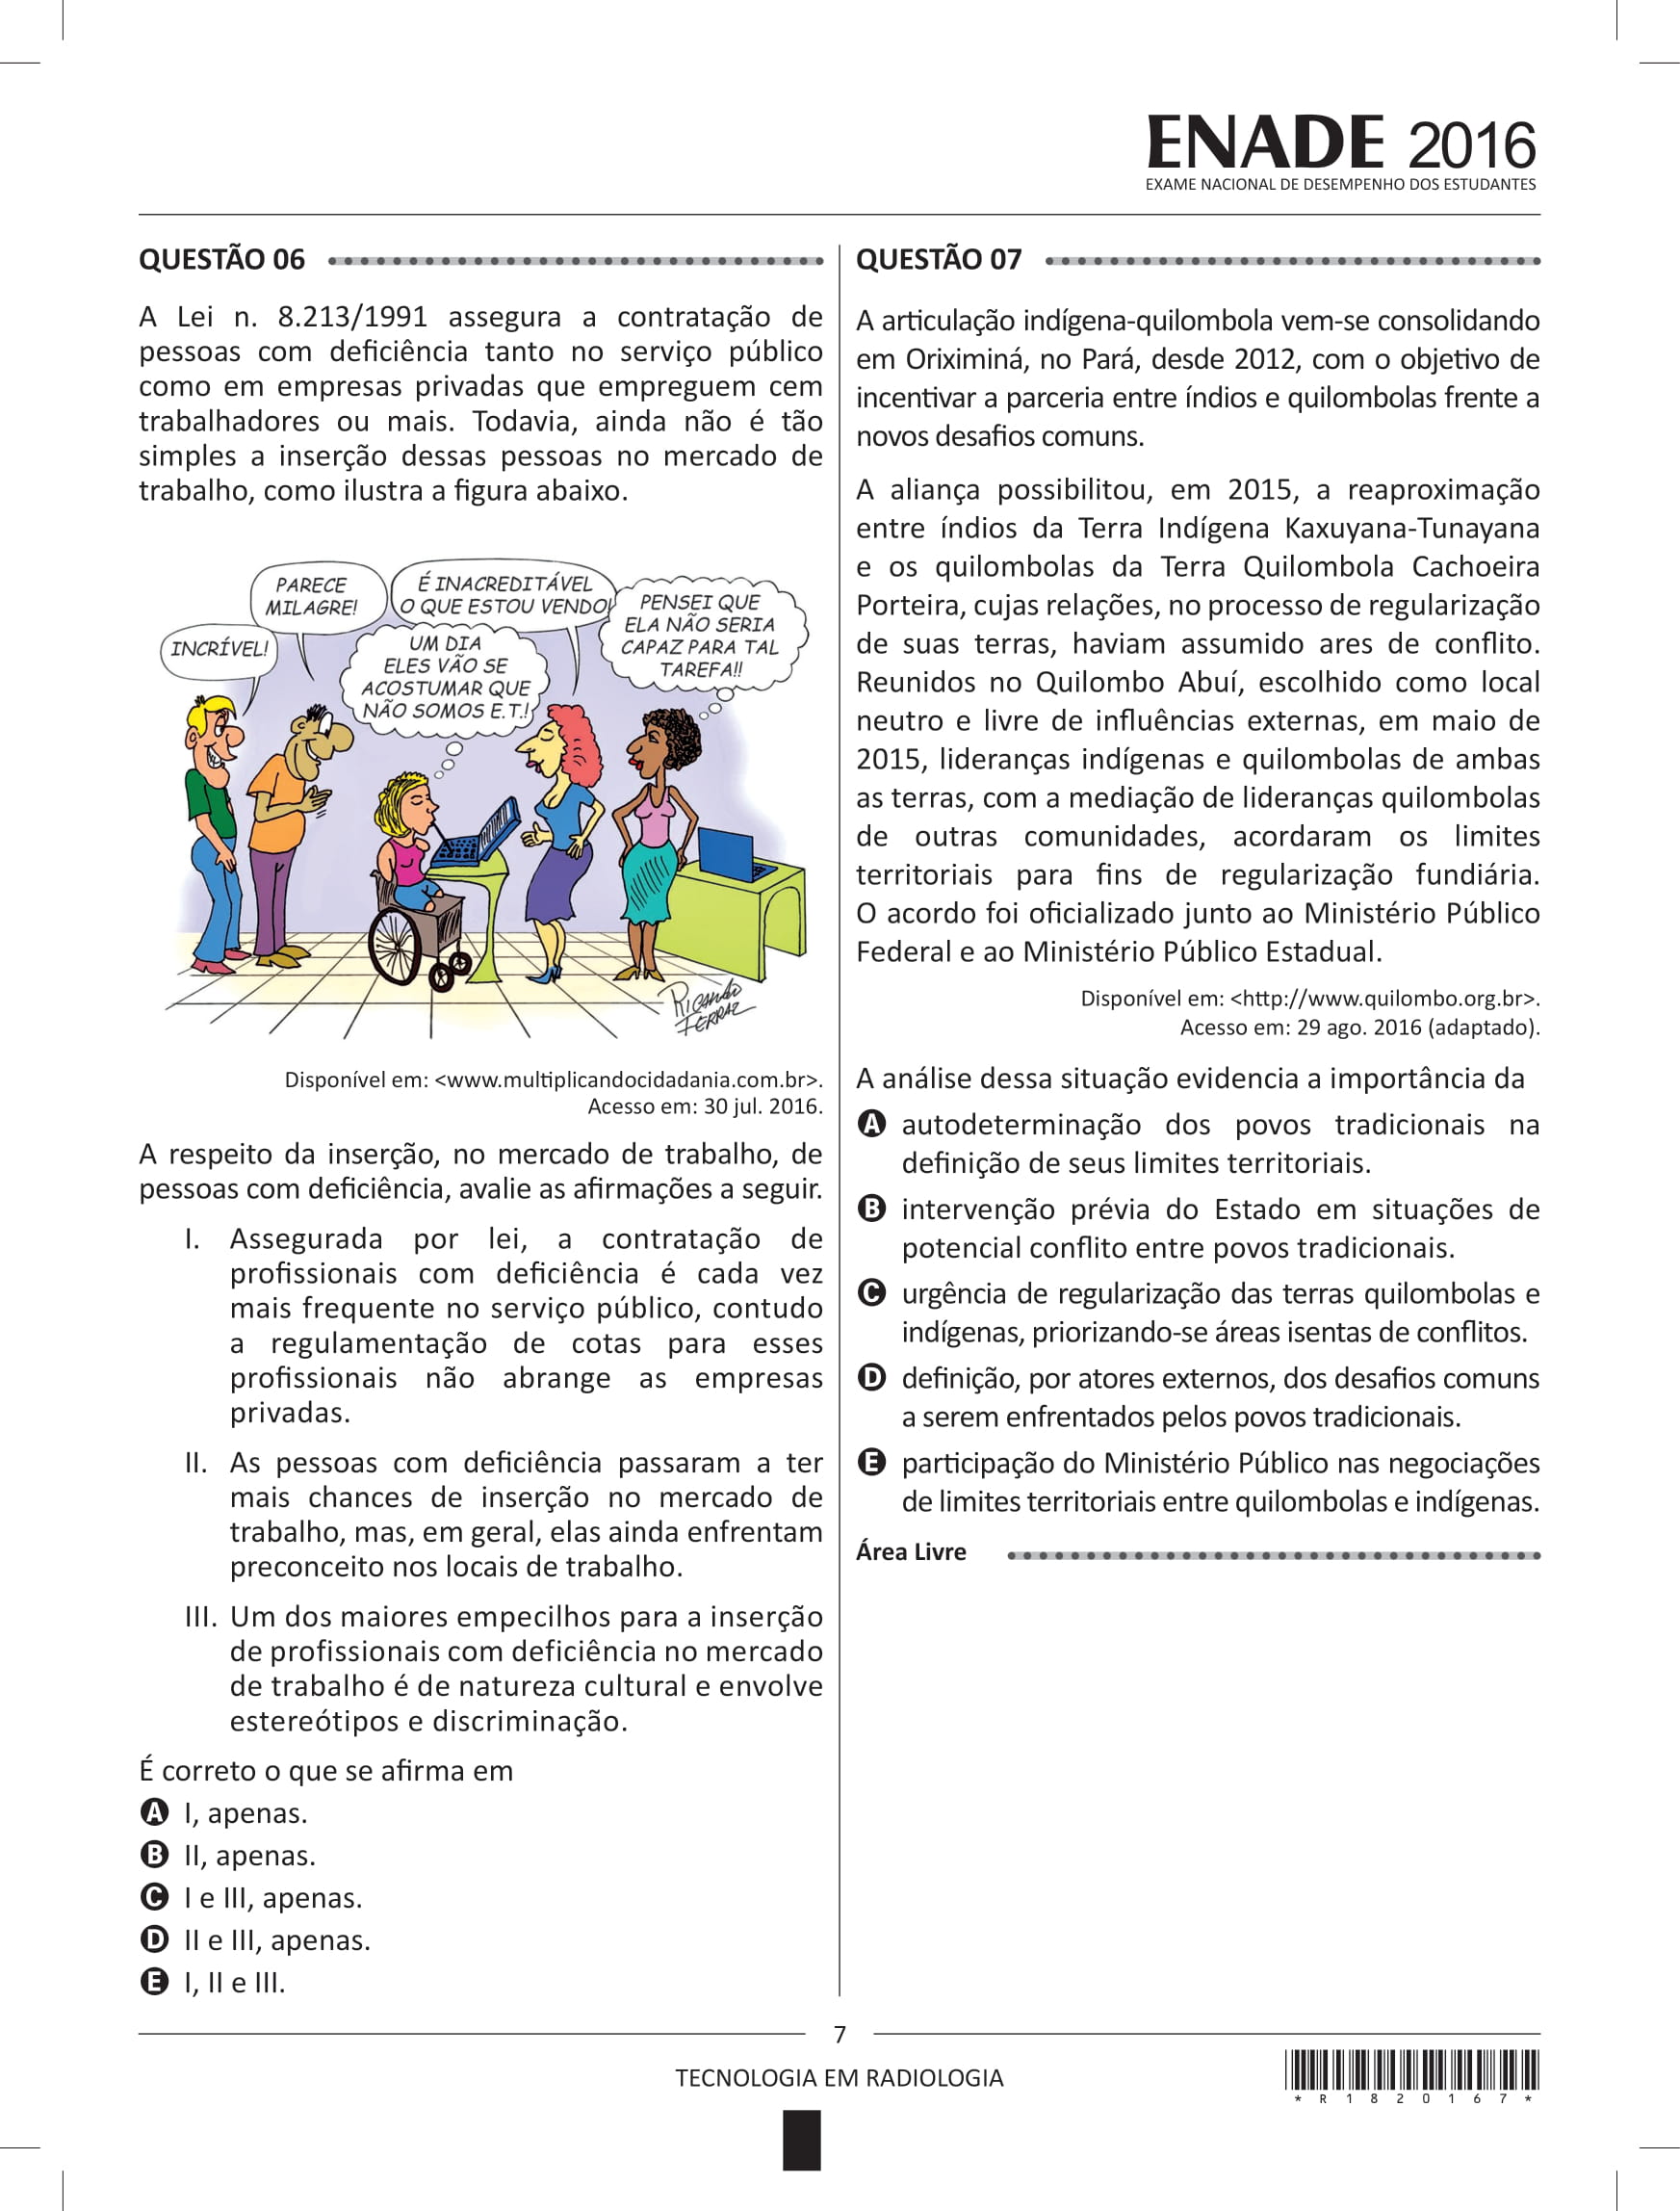 ENADE 2016
EXAME NACIONAL DE DESEMPENHO DOS ESTUDANTES
QUESTÃO 06
A Lei n. 8.213/1991 assegura a contratação de
pessoas com deficiência tanto no serviço público
como em empresas privadas que empreguem cem
trabalhadores ou mais. Todavia, ainda não é tão
simples a inserção dessas pessoas no mercado de
trabalho, como ilustra a figura abaixo.
INCRÍVEL!
PARECE
MILAGRE!
UM DIA
ELES VÃO SE
ACOSTUMAR QUE
NÃO SOMOS E.T.!
É INACREDITÁVEL
O QUE ESTOU VENDO!
PENSEI QUE
ELA NÃO SERIA
CAPAZ PARA TAL
TAREFA!!
RICARDO
FERRAZ
Disponível em: <www.multiplicandocidadania.com.br>.
Acesso em: 30 jul. 2016.
A respeito da inserção, no mercado de trabalho, de
pessoas com deficiência, avalie as afirmações a seguir.
I. Assegurada por lei, a contratação de
profissionais com deficiência é cada vez
mais frequente no serviço público, contudo
a regulamentação de cotas para esses
profissionais não abrange as empresas
privadas.
II. As pessoas com deficiência passaram a ter
mais chances de inserção no mercado de
trabalho, mas, em geral, elas ainda enfrentam
preconceito nos locais de trabalho.
III. Um dos maiores empecilhos para a inserção
de profissionais com deficiência no mercado
de trabalho é de natureza cultural e envolve
estereótipos e discriminação.
É correto o que se afirma em
A I, apenas.
B II, apenas.
C I e III, apenas.
D II e III, apenas.
E I, II e III.
QUESTÃO 07
A articulação indígena-quilombola vem-se consolidando
em Oriximiná, no Pará, desde 2012, com o objetivo de
incentivar a parceria entre índios e quilombolas frente a
novos desafios comuns.
A aliança possibilitou, em 2015, a reaproximação
entre índios da Terra Indígena Kaxuyana-Tunayana
e os quilombolas da Terra Quilombola Cachoeira
Porteira, cujas relações, no processo de regularização
de suas terras, haviam assumido ares de conflito.
Reunidos no Quilombo Abuí, escolhido como local
neutro e livre de influências externas, em maio de
2015, lideranças indígenas e quilombolas de ambas
as terras, com a mediação de lideranças quilombolas
de outras comunidades, acordaram os limites
territoriais para fins de regularização fundiária.
O acordo foi oficializado junto ao Ministério Público
Federal e ao Ministério Público Estadual.
Disponível em: <http://www.quilombo.org.br>.
Acesso em: 29 ago. 2016 (adaptado).
A análise dessa situação evidencia a importância da
A autodeterminação dos povos tradicionais na
definição de seus limites territoriais.
B intervenção prévia do Estado em situações de
potencial conflito entre povos tradicionais.
C urgência de regularização das terras quilombolas e
indígenas, priorizando-se áreas isentas de conflitos.
D definição, por atores externos, dos desafios comuns
a serem enfrentados pelos povos tradicionais.
E participação do Ministério Público nas negociações
de limites territoriais entre quilombolas e indígenas.
Área Livre
7
TECNOLOGIA EM RADIOLOGIA
* R 1 8 2 0 1 6 7 *